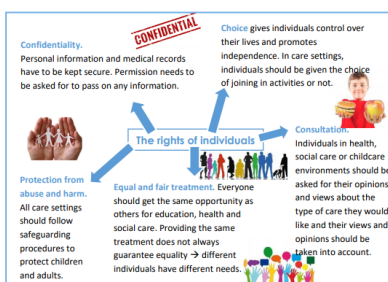 Confidentiality.
Personal information and medical records
have to be kept secure. Permission needs to
be asked for to pass on any information.
CONFIDENTIAL
Choice gives individuals control over
their lives and promotes
independence. In care settings,
individuals should be given the choice
of joining in activities or not.
The rights of individuals
Consultation.
Individuals in health,
social care or childcare
environments should be
asked for their opinions
and views about the
type of care they would
like and their views and
opinions should be
taken into account.
Protection from
abuse and harm.
All care settings
should follow
safeguarding
procedures to
protect children
and adults.
Equal and fair treatment. Everyone
should get the same opportunity as
others for education, health and
social care. Providing the same
treatment does not always
guarantee equality → different
individuals have different needs.